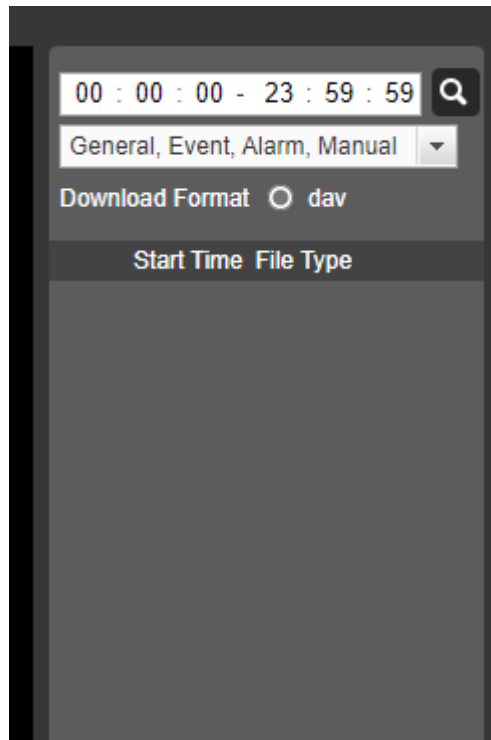 00 : 00 : 00 - 23 : 59 : 59
General, Event, Alarm, Manual
Download Format dav
Start Time File Type